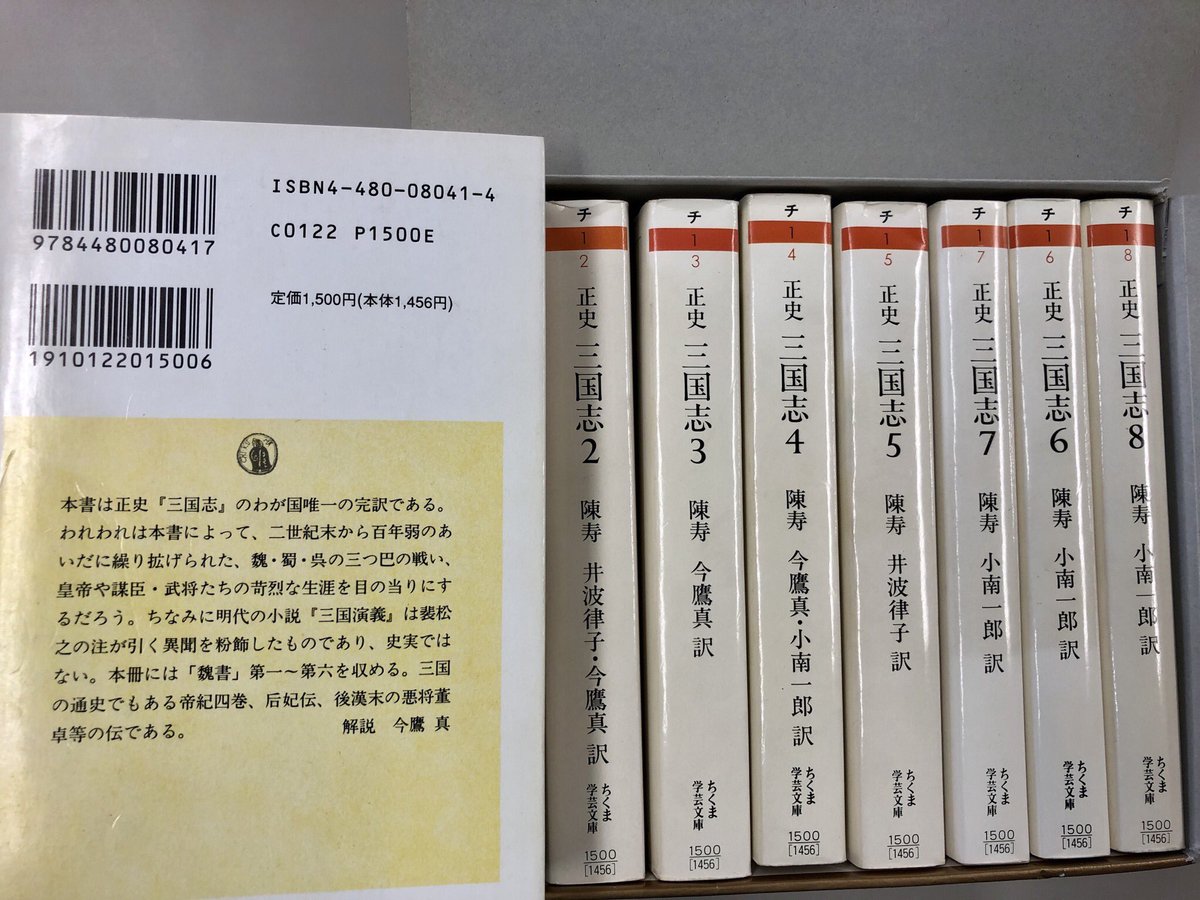 9784480080417
1910122015006
ISBN4-480-08041-4
C0122 P1500E
定価1,500円(本体1,456円)
本書は正史『三国志』のわが国唯一の完訳である。
われわれは本書によって、二世紀末から百年弱のあ
いだに繰り拡げられた、魏・蜀・呉の三つ巴の戦い、
皇帝や謀臣・武将たちの苛烈な生涯を目の当りにす
るだろう。ちなみに明代の小説『三国演義』は裴松
之の注が引く異聞を粉飾したものであり、史実では
ない。本冊には「魏書」第一〜第六を収める。三国
の通史でもある帝紀四巻、后妃伝、後漢末の悪将董
卓等の伝である。
解説 今鷹 真
チ
1
2
正史 三国志 2 陳寿 井波律子・今鷹真 訳
ちくま
学芸文庫
1500
[1456]
チ
1
3
正史 三国志 3 陳寿 今鷹真 訳
ちくま
学芸文庫
1500
[1456]
チ
1
4
正史 三国志 4 陳寿 今鷹真・小南一郎 訳
ちくま
学芸文庫
1500
[1456]
チ
1
5
正史 三国志 5 陳寿 井波律子 訳
ちくま
学芸文庫
1500
[1456]
チ
1
7
正史 三国志 7 陳寿 小南一郎 訳
ちくま
学芸文庫
1500
[1456]
チ
1
6
正史 三国志 6 陳寿 小南一郎 訳
ちくま
学芸文庫
1500
[1456]
チ
1
8
正史 三国志 8 陳寿 小南一郎 訳
ちくま
学芸文庫
1500
[1456]